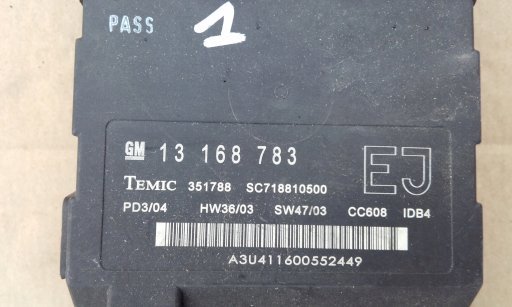 PASS 1
GM 13 168 783
EJ
TEMIC 351788 SC718810500
PD3/04 HW36/03 SW47/03 CC608 IDB4
A3U411600552449